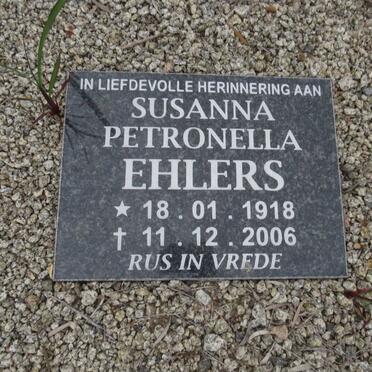 IN LIEFDEVOLLE HERINNERING AAN
SUSANNA
PETRONELLA
EHLERS
★ 18 . 01 . 1918
✝ 11 . 12 . 2006
RUS IN VREDE